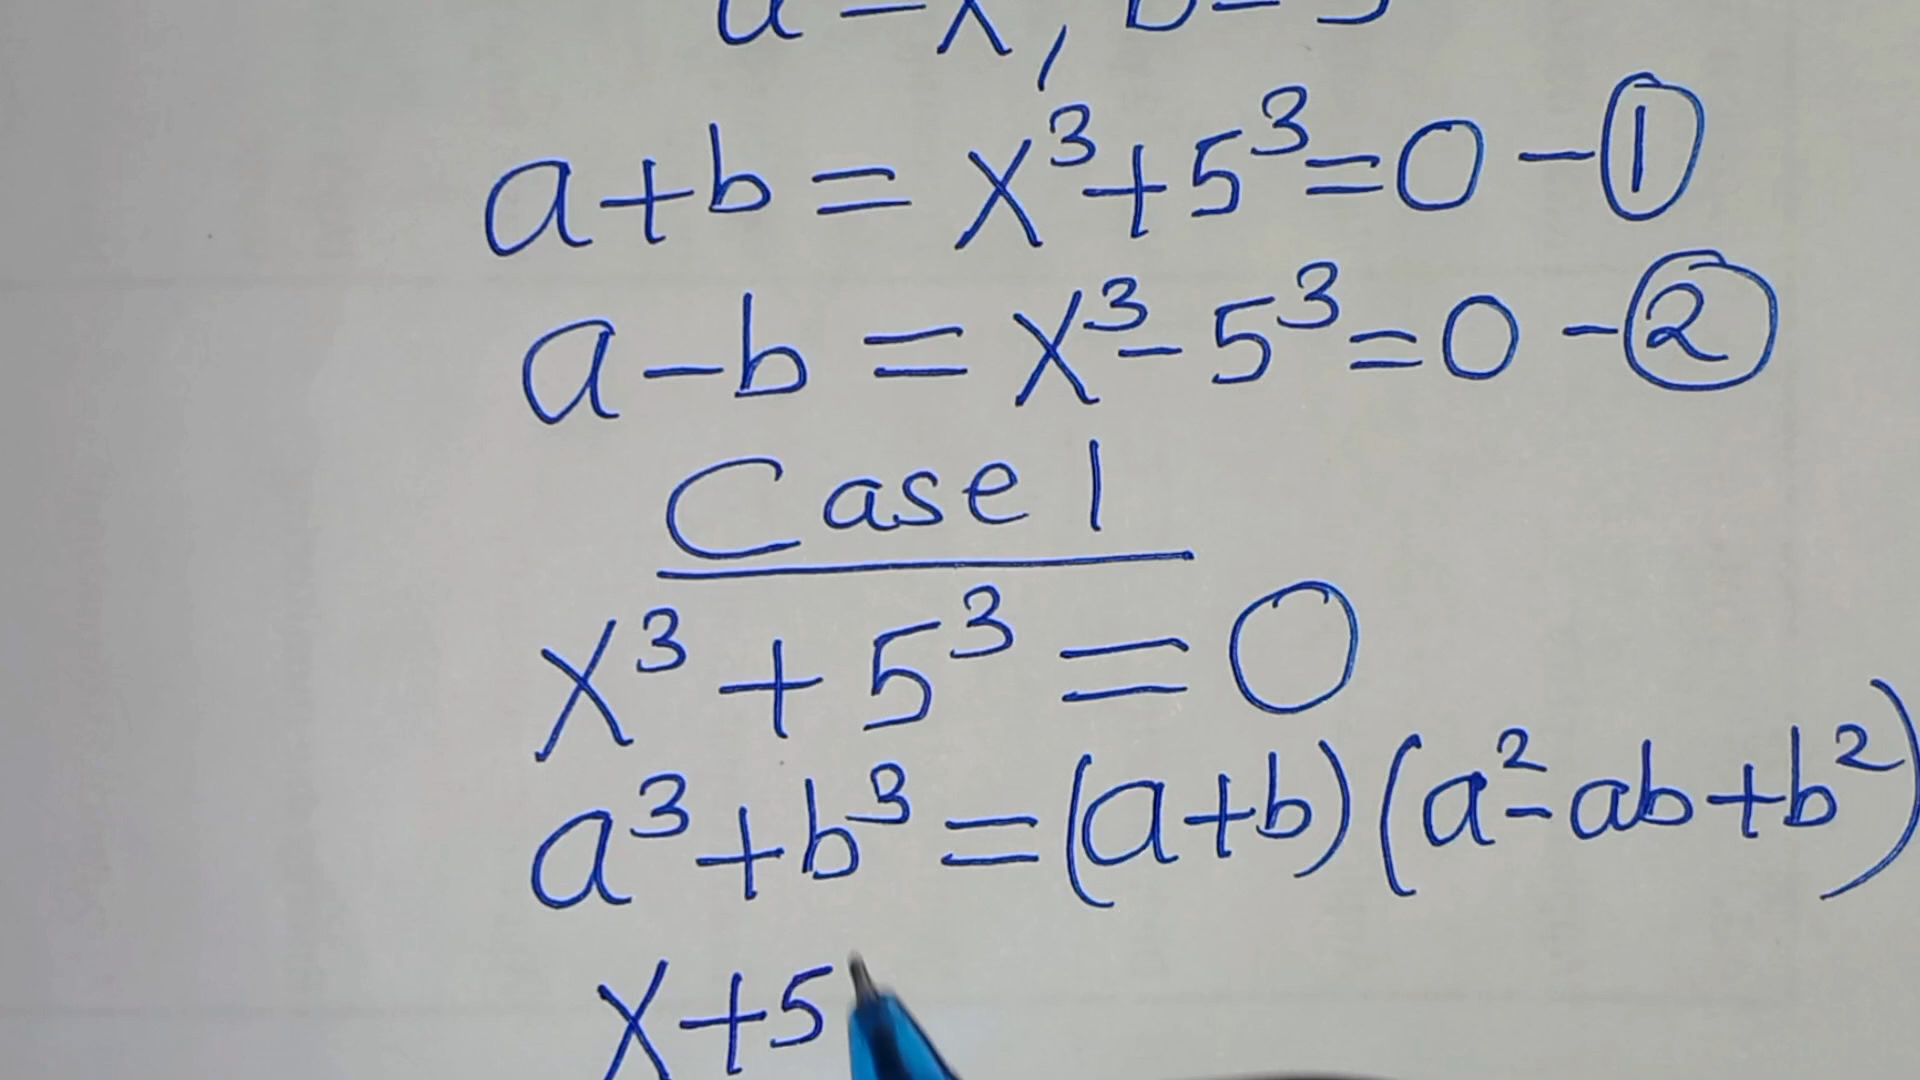 a = x, b = 5
a+b = x³+5³=0 -①
a-b = x³-5³=0 -②
Case 1
x³+5³=0
a³+b³=(a+b)(a²-ab+b²)
x+5